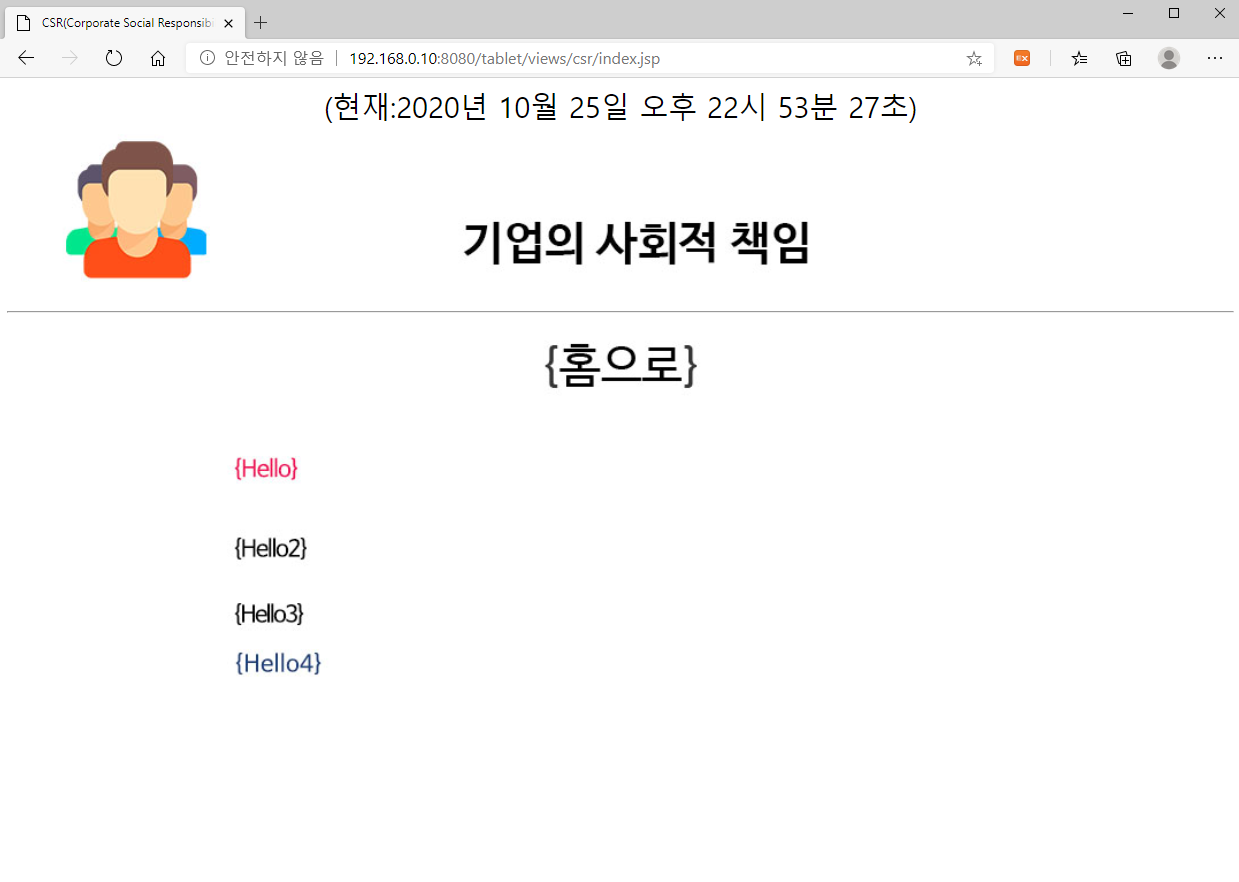 CSR(Corporate Social Responsib
안전하지 않음
192.168.0.10:8080/tablet/views/csr/index.jsp
(현재:2020년 10월 25일 오후 22시 53분 27초)
기업의 사회적 책임
{홈으로}
{Hello}
{Hello2}
{Hello3}
{Hello4}